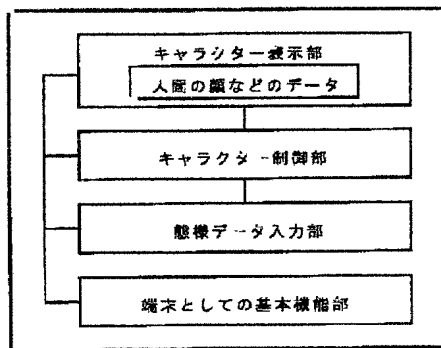 キャラクター表示部
人間の顔などのデータ
キャラクター制御部
態様データ入力部
端末としての基本機能部